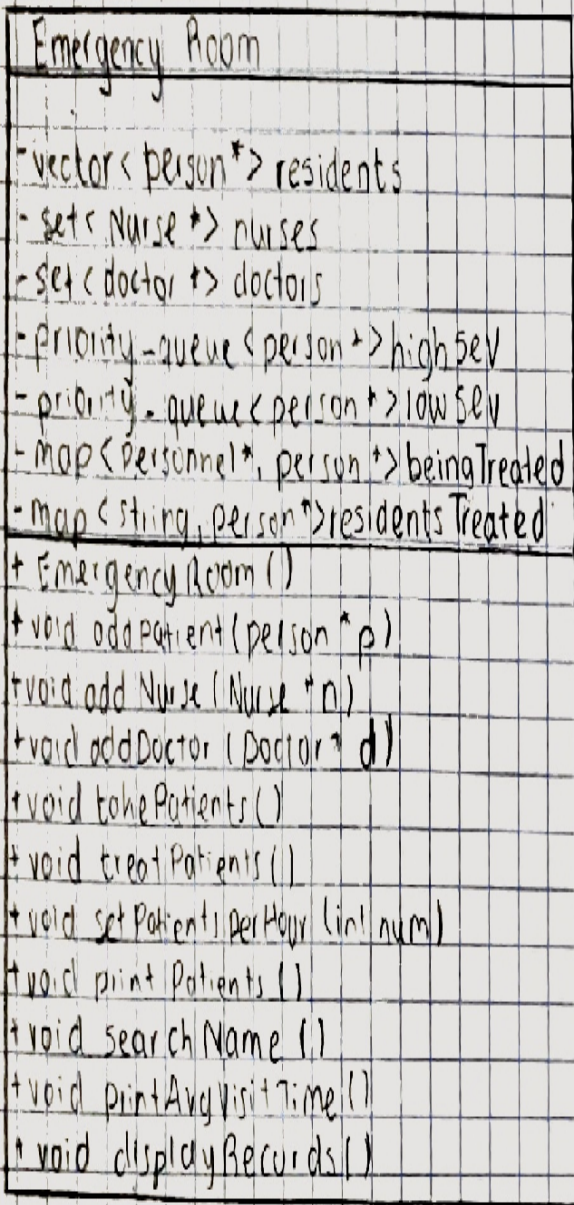 Emergency Room
-vector<person*> residents
- set<Nurse*> nurses
- set<doctor*> doctors
- priority_queue<person*>highSev
- priority_queue<person*>lowSev
- map<Personnel*, person*>beingTreated
- map<string, person*>residentsTreated
+ EmergencyRoom()
+ void addPatient(person *p)
+ void addNurse(Nurse *n)
+ void addDoctor(Doctor* d)
+ void takePatients()
+ void treatPatients()
+ void setPatientsPerHour(int num)
+ void printPatients()
+ void searchName()
+ void printAvgVisitTime()
+ void displayRecords()